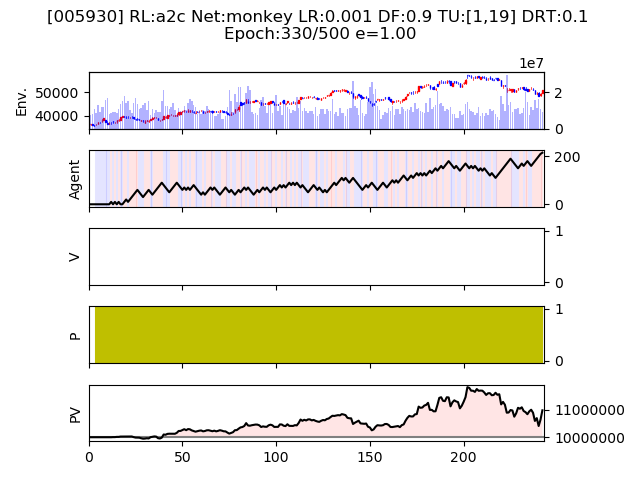 [005930] RL:a2c Net:monkey LR:0.001 DF:0.9 TU:[1,19] DRT:0.1
Epoch:330/500 e=1.00
1e7
Env.
50000
40000
2
0
Agent
200
0
V
1
0
P
1
0
PV
11000000
10000000
0 50 100 150 200